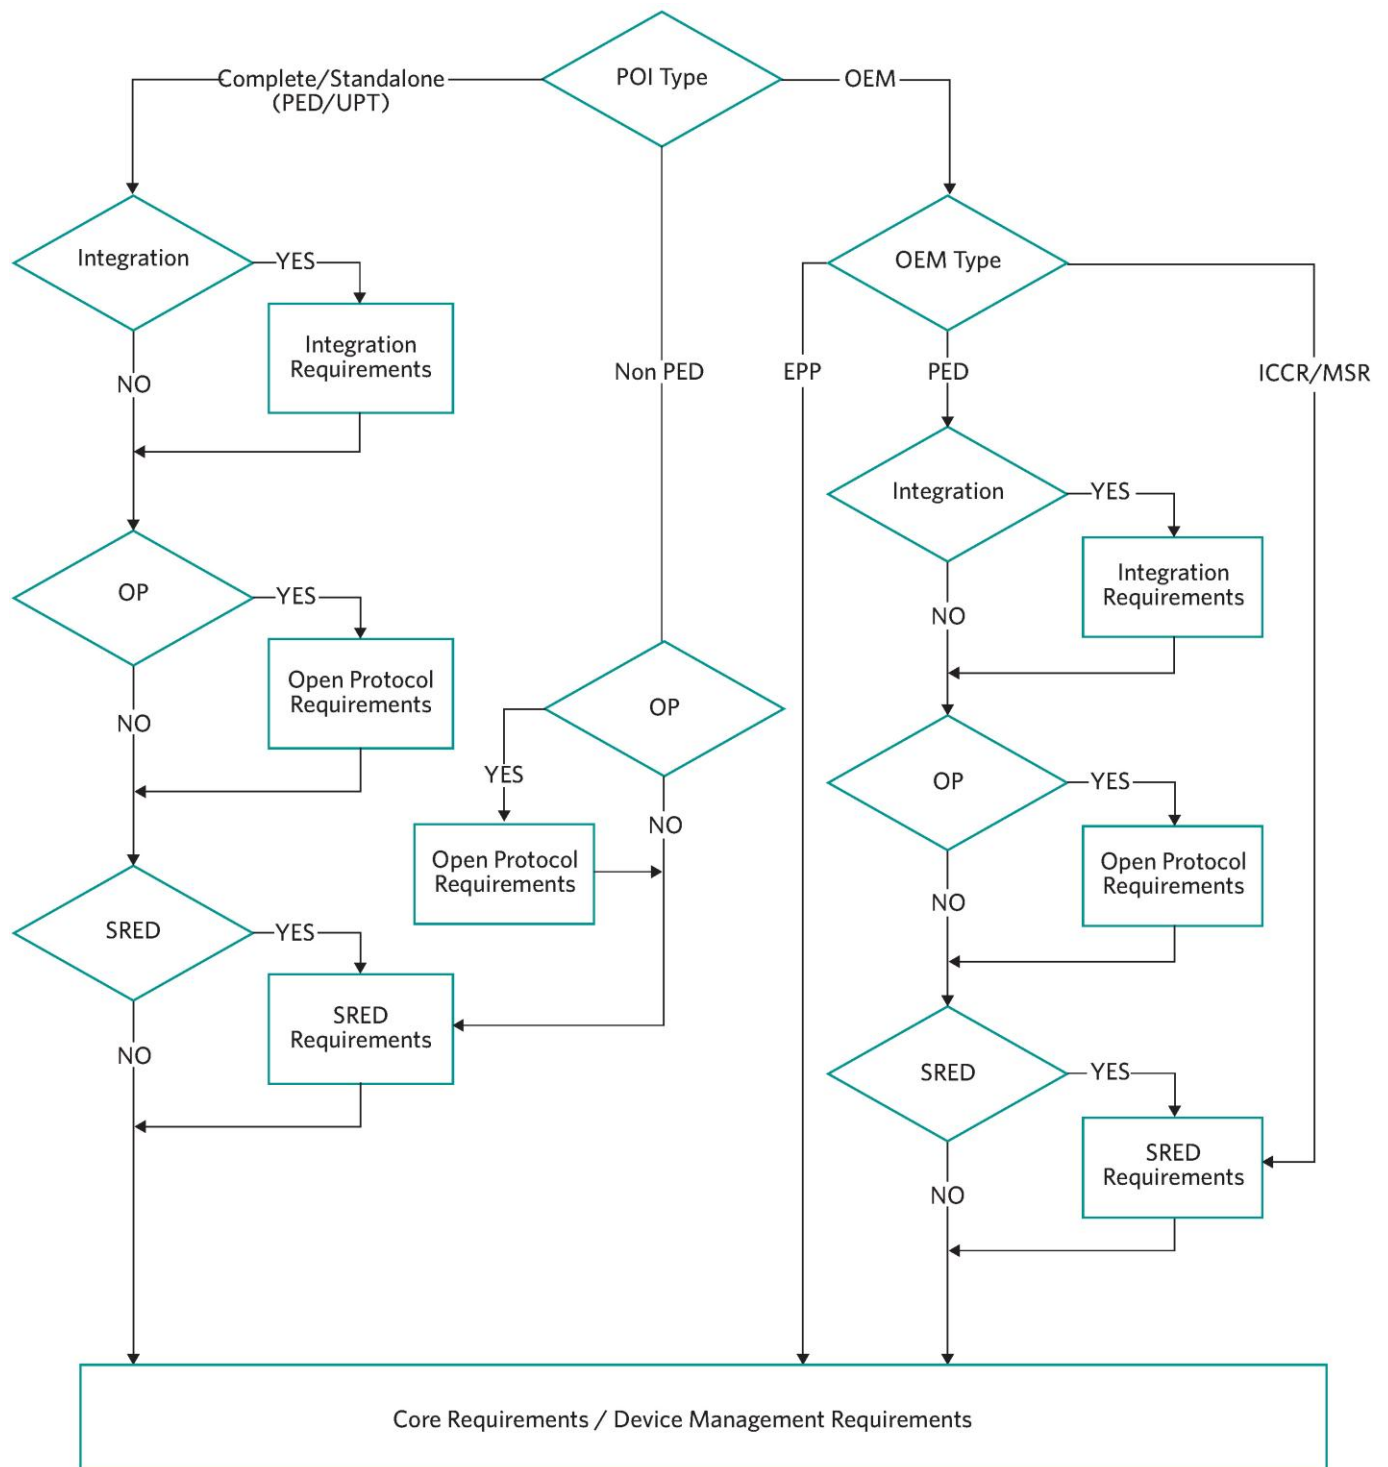 POI Type
Complete/Standalone
(PED/UPT)
OEM
Integration
YES
Integration
Requirements
NO
OP
YES
Open Protocol
Requirements
NO
SRED
YES
SRED
Requirements
NO
Non PED
OP
YES
NO
Open Protocol
Requirements
OEM Type
EPP
PED
ICCR/MSR
Integration
YES
Integration
Requirements
NO
OP
YES
Open Protocol
Requirements
NO
SRED
YES
SRED
Requirements
NO
Core Requirements / Device Management Requirements